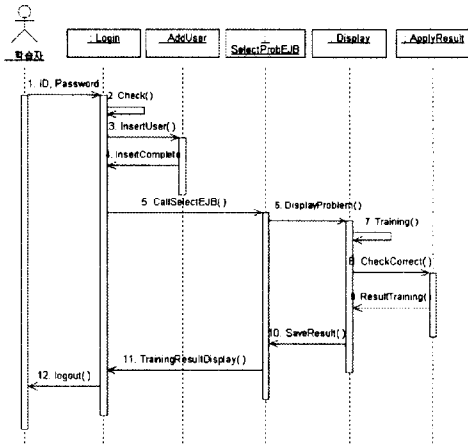 : Login
: AddUser
:
SelectProbEJB
: Display
: ApplyResult
: 학습자
1. ID, Password
2. Check()
3. InsertUser( )
4. InsertComplete
5. CallSelectEJB( )
6. DisplayProblem()
7. Training( )
8. CheckCorrect( )
9. ResultTraining( )
10. SaveResult( )
11. TrainingResultDisplay( )
12. logout( )